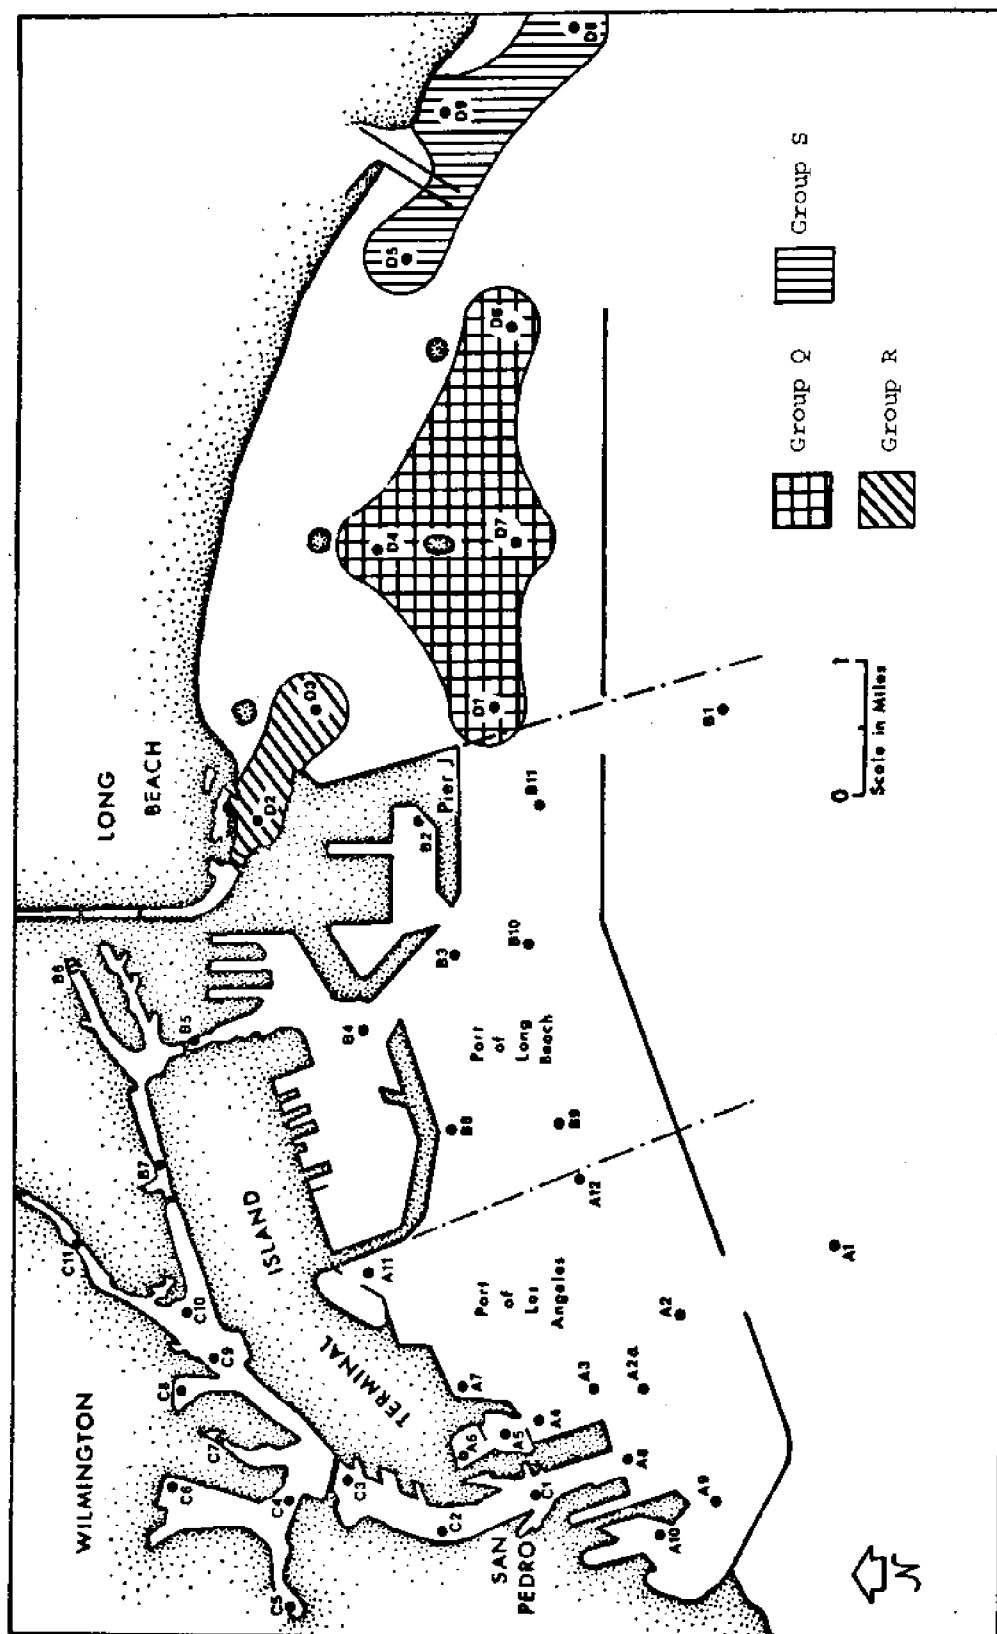 WILMINGTON
LONG
BEACH
SAN
PEDRO
TERMINAL
ISLAND
Port
of
Los
Angeles
Port
of
Long
Beach
Pier J
C5
C6
C4
C7
C8
C9
C10
C11
C3
C2
C1
B7
B5
B6
B4
B3
B2
B8
B9
B10
B11
B1
A11
A12
A7
A6
A5
A4
A3
A2a
A2
A1
A8
A9
A10
D2
D3
D1
D4
D7
D6
D5
D9
D8
N
0 1
Scale in Miles
Group Q
Group R
Group S